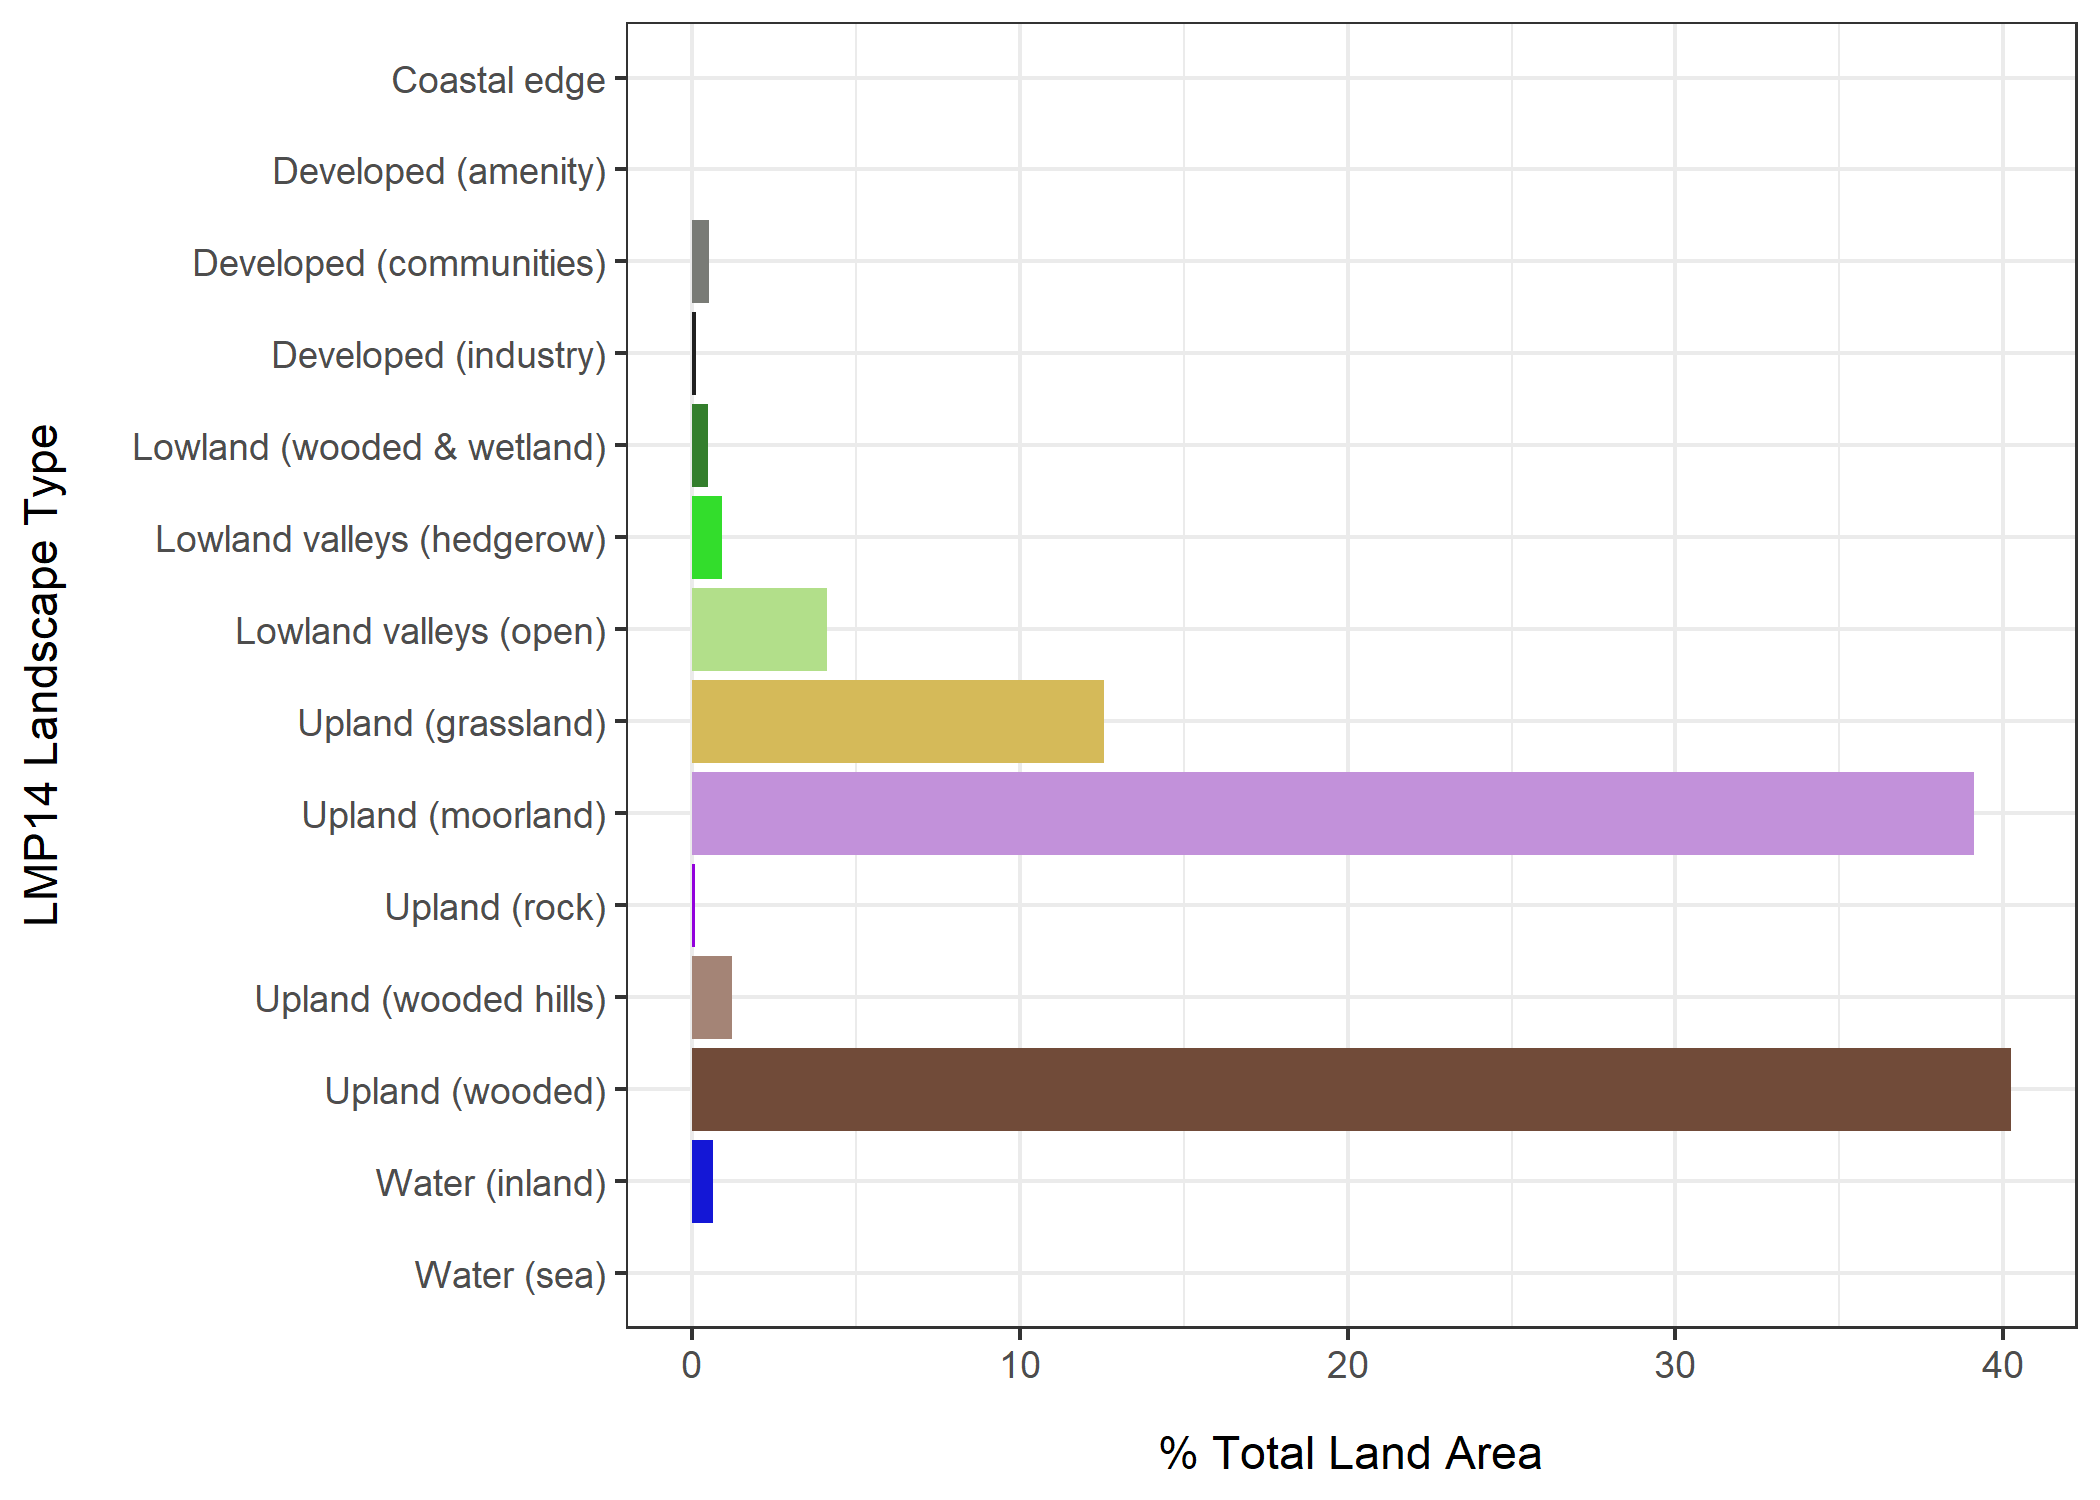 LMP14 Landscape Type
Coastal edge
Developed (amenity)
Developed (communities)
Developed (industry)
Lowland (wooded & wetland)
Lowland valleys (hedgerow)
Lowland valleys (open)
Upland (grassland)
Upland (moorland)
Upland (rock)
Upland (wooded hills)
Upland (wooded)
Water (inland)
Water (sea)
0 10 20 30 40
% Total Land Area